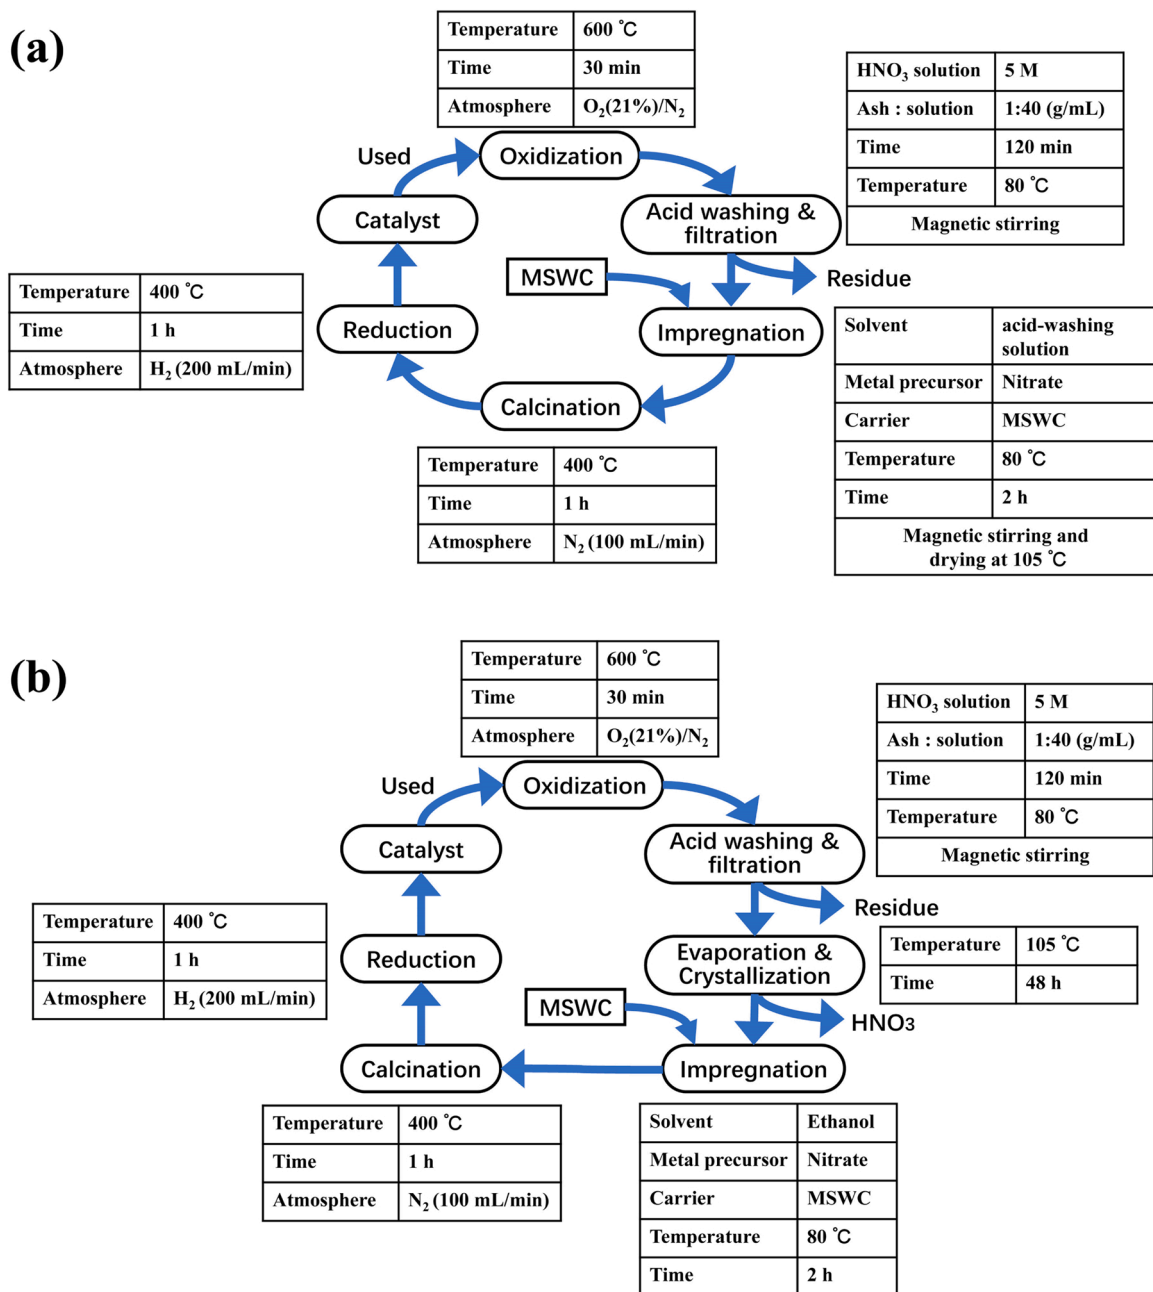 (a)
Temperature 600 ℃
Time 30 min
Atmosphere O₂(21%)/N₂
HNO₃ solution 5 M
Ash : solution 1:40 (g/mL)
Time 120 min
Temperature 80 ℃
Magnetic stirring
Used
Oxidization
Catalyst
Acid washing &
filtration
MSWC
Residue
Temperature 400 ℃
Time 1 h
Atmosphere H₂ (200 mL/min)
Reduction
Impregnation
Solvent acid-washing
solution
Metal precursor Nitrate
Carrier MSWC
Temperature 80 ℃
Time 2 h
Magnetic stirring and
drying at 105 ℃
Calcination
Temperature 400 ℃
Time 1 h
Atmosphere N₂ (100 mL/min)
(b)
Temperature 600 ℃
Time 30 min
Atmosphere O₂(21%)/N₂
HNO₃ solution 5 M
Ash : solution 1:40 (g/mL)
Time 120 min
Temperature 80 ℃
Magnetic stirring
Used
Oxidization
Catalyst
Acid washing &
filtration
Residue
Temperature 400 ℃
Time 1 h
Atmosphere H₂ (200 mL/min)
Reduction
Evaporation &
Crystallization
Temperature 105 ℃
Time 48 h
MSWC
HNO₃
Calcination
Impregnation
Temperature 400 ℃
Time 1 h
Atmosphere N₂ (100 mL/min)
Solvent Ethanol
Metal precursor Nitrate
Carrier MSWC
Temperature 80 ℃
Time 2 h